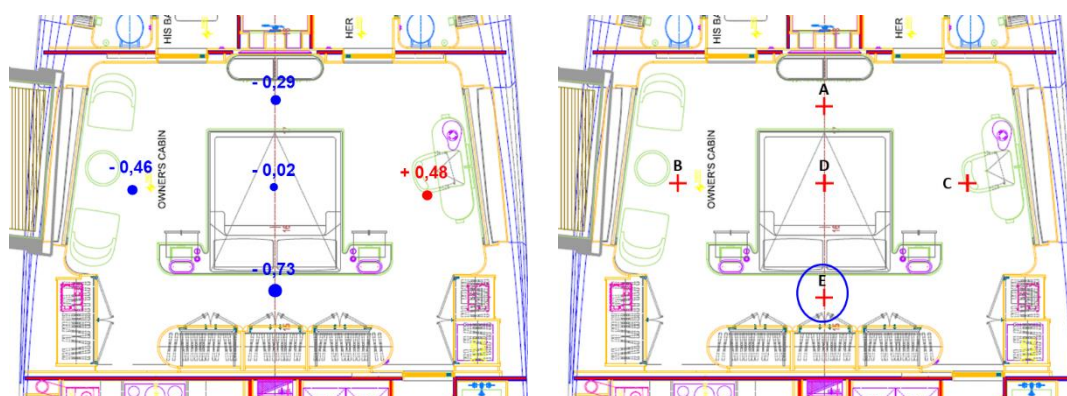 HIS BA
HER
- 0,29
- 0,46
- 0,02
+ 0,48
- 0,73
OWNER'S CABIN
HIS BA
HER
A
B
C
D
E
OWNER'S CABIN